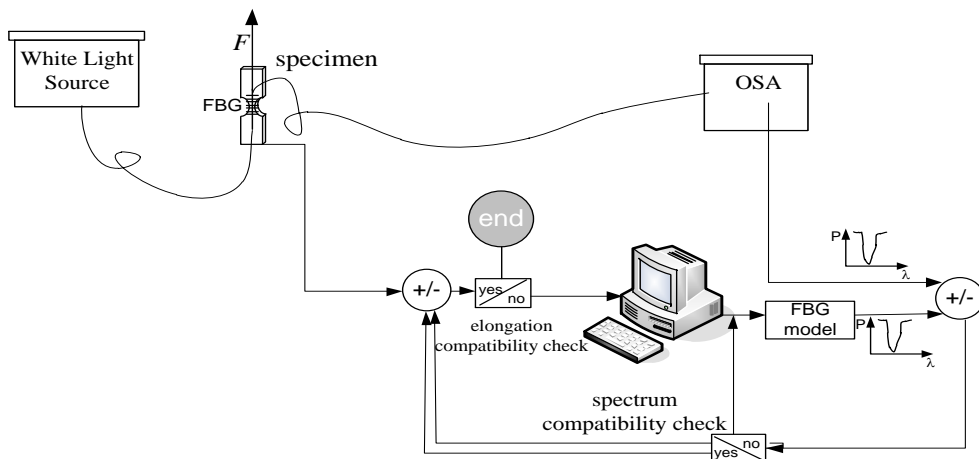 White Light
Source
F
specimen
FBG
OSA
end
+/-
yes
no
elongation
compatibility check
FBG
model
P
λ
P
λ
+/-
spectrum
compatibility check
no
yes